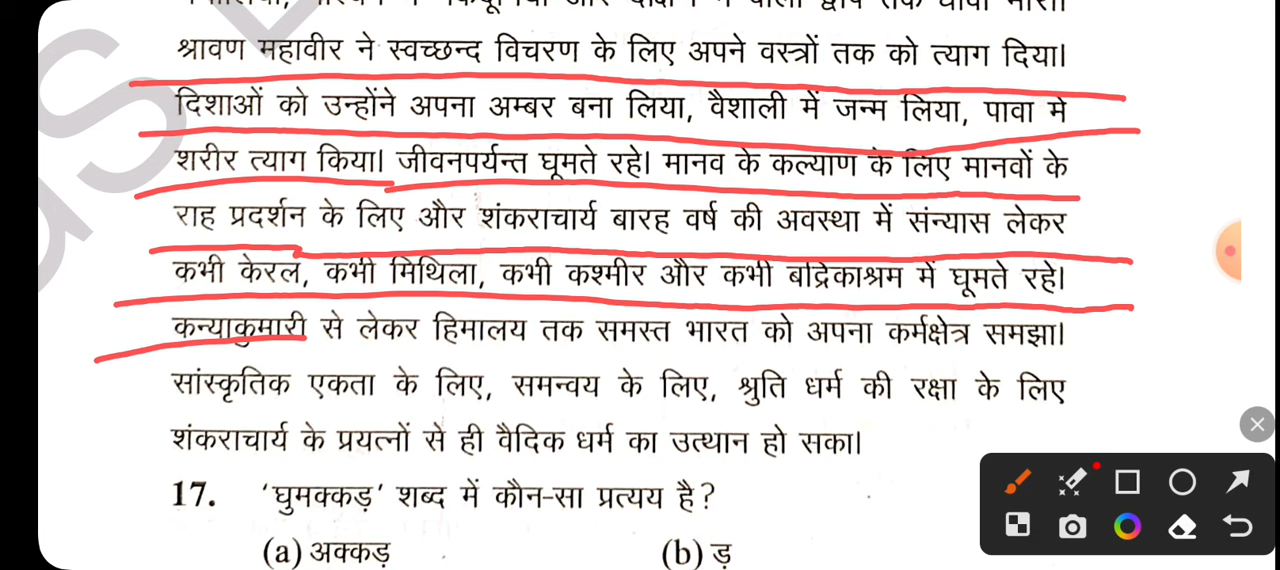 श्रावण महावीर ने स्वच्छन्द विचरण के लिए अपने वस्त्रों तक को त्याग दिया।
दिशाओं को उन्होंने अपना अम्बर बना लिया, वैशाली में जन्म लिया, पावा में
शरीर त्याग किया। जीवनपर्यन्त घूमते रहे। मानव के कल्याण के लिए मानवों के
राह प्रदर्शन के लिए और शंकराचार्य बारह वर्ष की अवस्था में संन्यास लेकर
कभी केरल, कभी मिथिला, कभी कश्मीर और कभी बद्रिकाश्रम में घूमते रहे।
कन्याकुमारी से लेकर हिमालय तक समस्त भारत को अपना कर्मक्षेत्र समझा।
सांस्कृतिक एकता के लिए, समन्वय के लिए, श्रुति धर्म की रक्षा के लिए
शंकराचार्य के प्रयत्नों से ही वैदिक धर्म का उत्थान हो सका।
17. 'घुमक्कड़' शब्द में कौन-सा प्रत्यय है?
(a) अक्कड़ (b) ड़